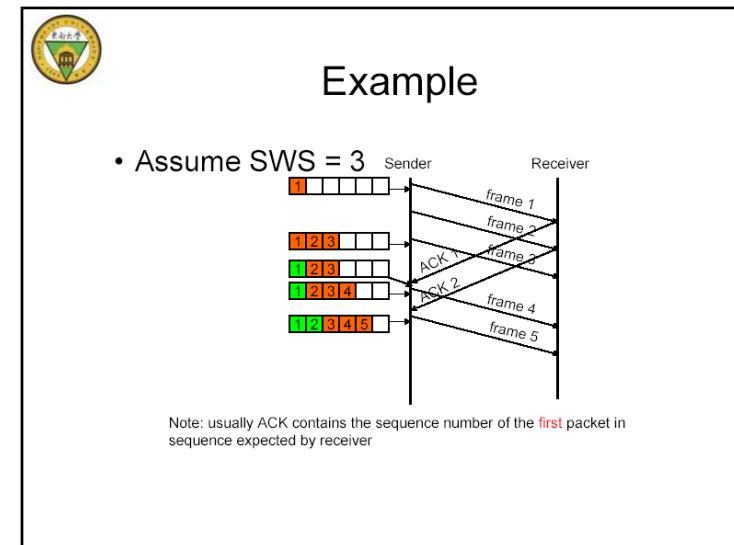 Example
• Assume SWS = 3
Sender
Receiver
1
frame 1
frame 2
1 2 3
frame 3
1 2 3
ACK 1
1 2 3 4
ACK 2
frame 4
1 2 3 4 5
frame 5
Note: usually ACK contains the sequence number of the first packet in
sequence expected by receiver